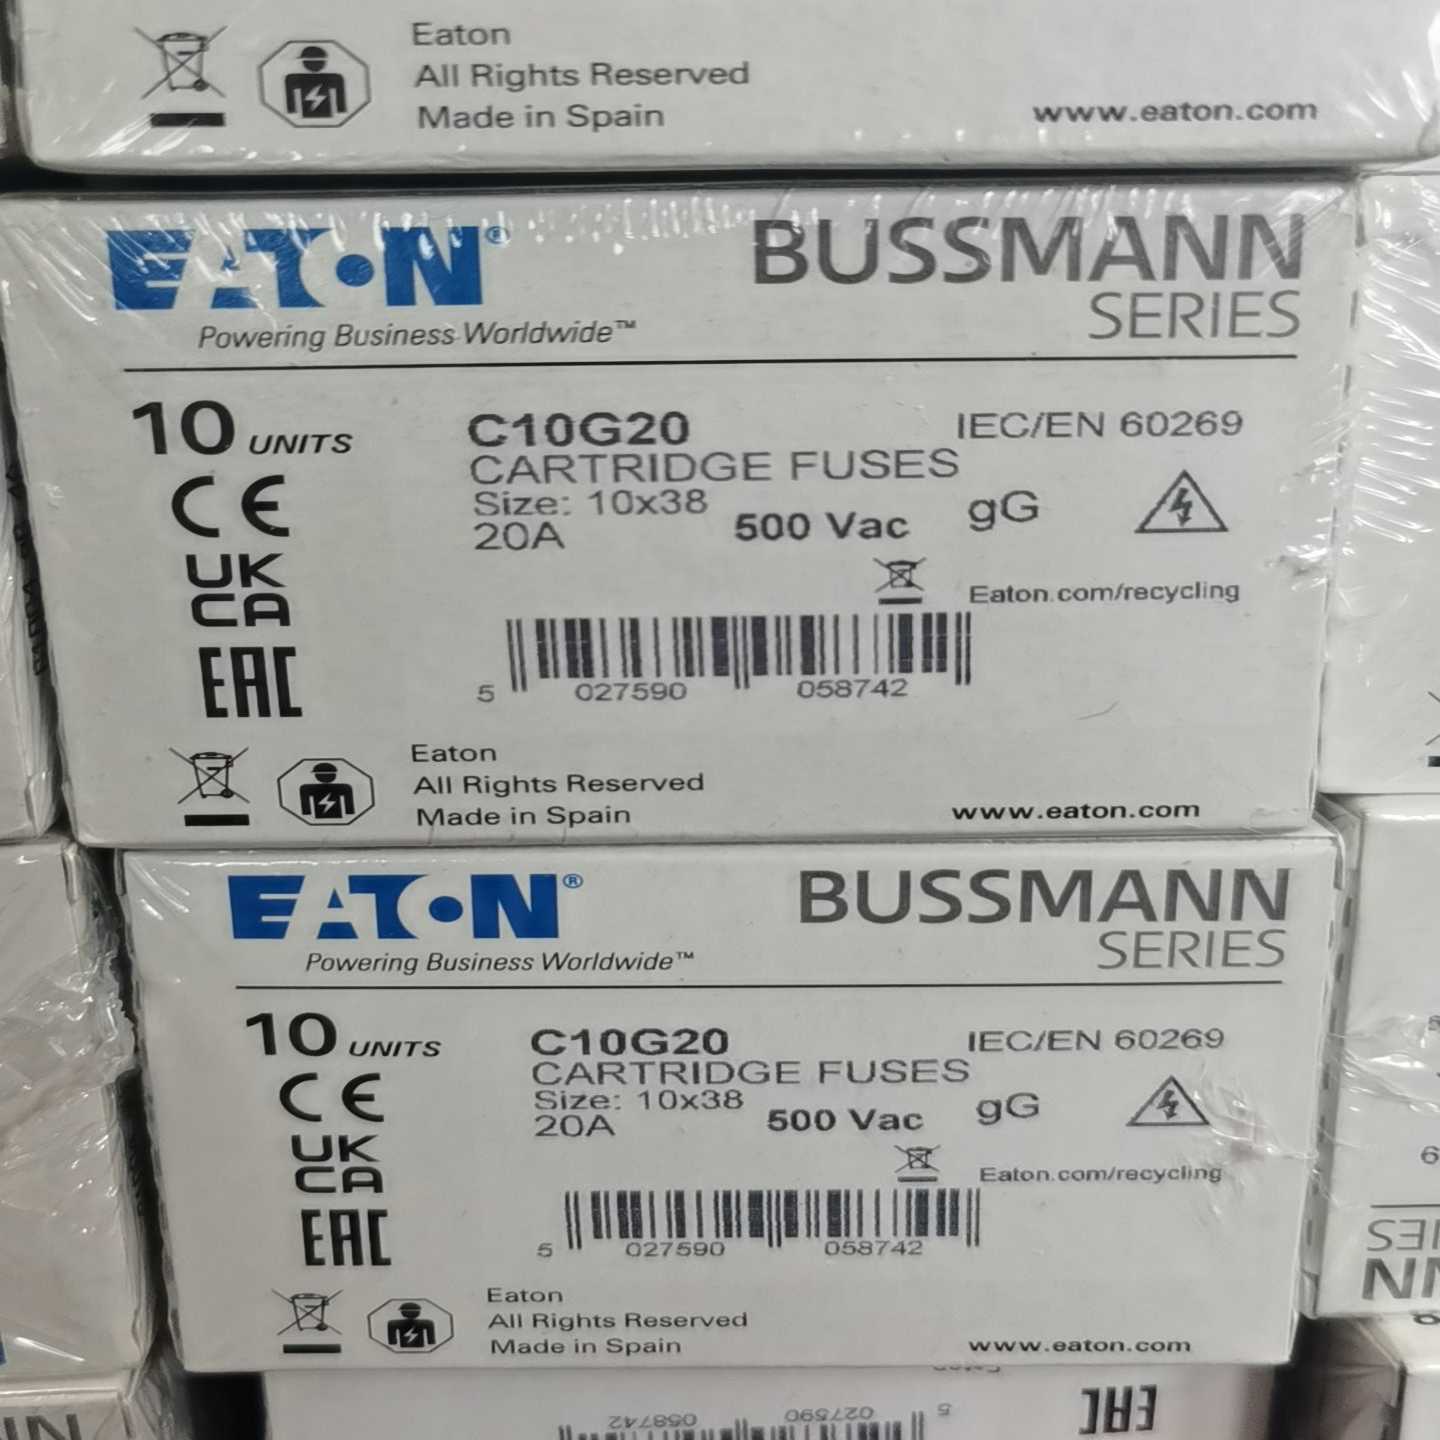 Eaton
All Rights Reserved
Made in Spain
www.eaton.com
EATON®
BUSSMANN
SERIES
Powering Business Worldwide™
10 UNITS
C10G20
IEC/EN 60269
CARTRIDGE FUSES
Size: 10x38
20A
500 Vac
gG
CE
UK
CA
EAC
Eaton.com/recycling
5 027590 058742
Eaton
All Rights Reserved
Made in Spain
www.eaton.com
EATON®
BUSSMANN
SERIES
Powering Business Worldwide™
10 UNITS
C10G20
IEC/EN 60269
CARTRIDGE FUSES
Size: 10x38
20A
500 Vac
gG
CE
UK
CA
EAC
Eaton.com/recycling
5 027590 058742
Eaton
All Rights Reserved
Made in Spain
www.eaton.com
EAC
5 027590 058742